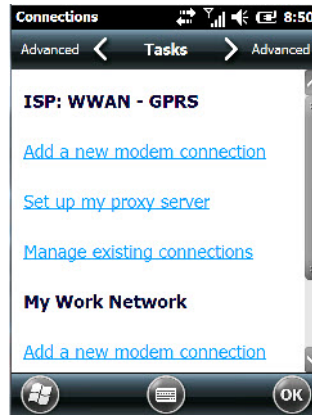 Connections 8:50
Advanced Tasks Advanced
ISP: WWAN - GPRS
Add a new modem connection
Set up my proxy server
Manage existing connections
My Work Network
Add a new modem connection
OK